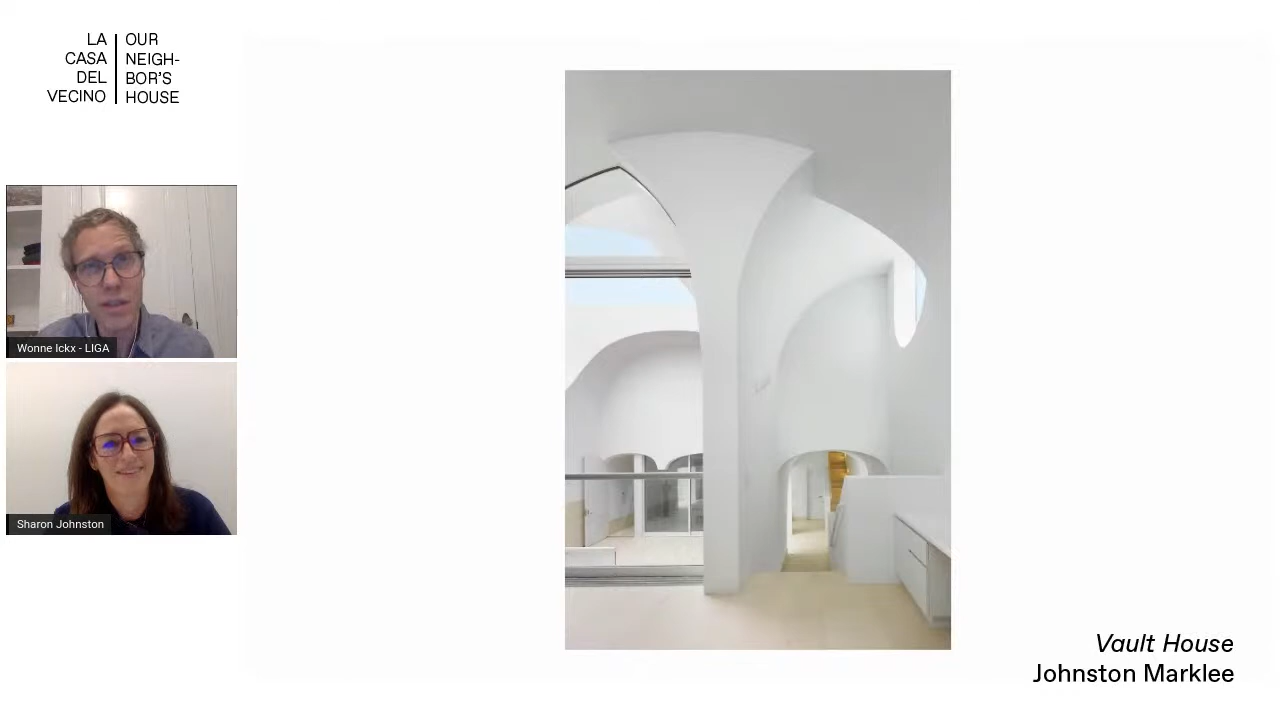 LA
CASA
DEL
VECINO
OUR
NEIGH-
BOR'S
HOUSE
Wonne Ickx - LIGA
Sharon Johnston
Vault House
Johnston Marklee